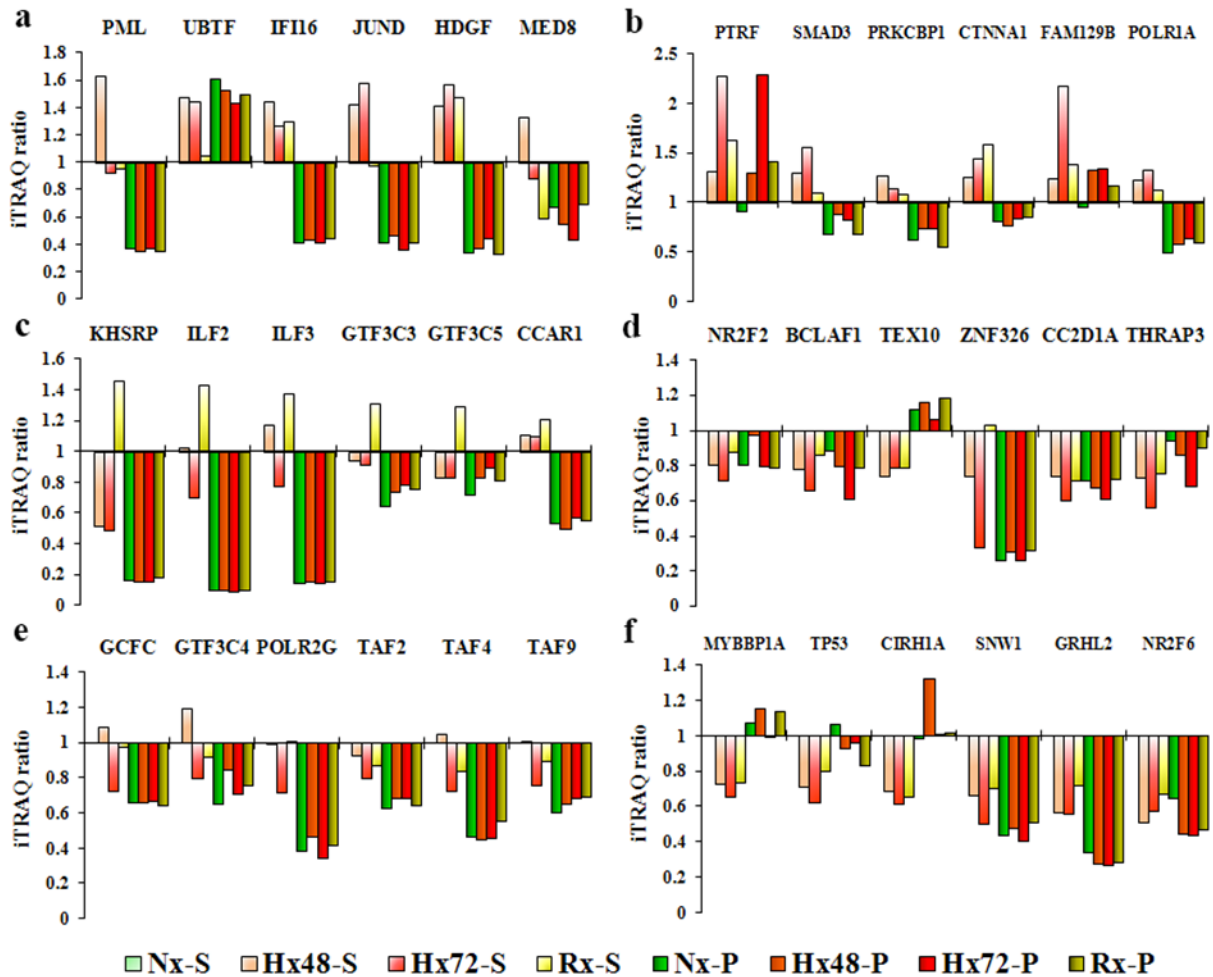 a
PML UBTF IFI16 JUND HDGF MED8
iTRAQ ratio
1.8
1.6
1.4
1.2
1
0.8
0.6
0.4
0.2
0
b
PTRF SMAD3 PRKCBP1 CTNNA1 FAM129B POLR1A
iTRAQ ratio
2.5
2
1.5
1
0.5
0
c
KHSRP ILF2 ILF3 GTF3C3 GTF3C5 CCAR1
iTRAQ ratio
1.6
1.4
1.2
1
0.8
0.6
0.4
0.2
0
d
NR2F2 BCLAF1 TEX10 ZNF326 CC2D1A THRAP3
iTRAQ ratio
1.4
1.2
1
0.8
0.6
0.4
0.2
0
e
GCFC GTF3C4 POLR2G TAF2 TAF4 TAF9
iTRAQ ratio
1.4
1.2
1
0.8
0.6
0.4
0.2
0
f
MYBBP1A TP53 CIRH1A SNW1 GRHL2 NR2F6
iTRAQ ratio
1.4
1.2
1
0.8
0.6
0.4
0.2
0
Nx-S Hx48-S Hx72-S Rx-S Nx-P Hx48-P Hx72-P Rx-P